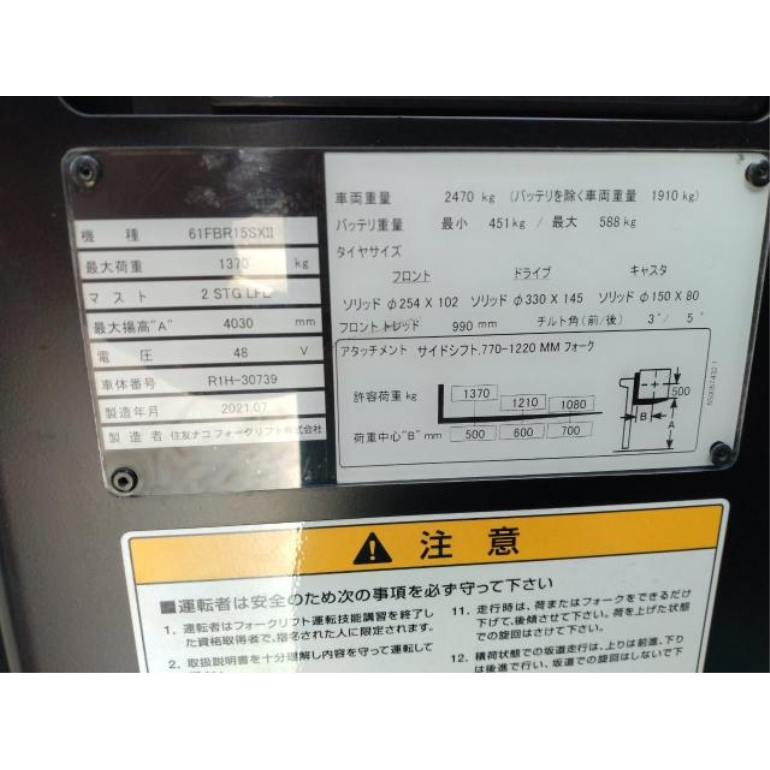 機 種 61FBR15SXII
最大荷重 1370 kg
マスト 2 STG LFL
最大揚高"A" 4030 mm
電 圧 48 V
車体番号 R1H-30739
製造年月 2021.07
製造者 住友ナコ フォークリフト株式会社
車両重量 2470 kg (バッテリを除く車両重量 1910 kg)
バッテリ重量 最小 451 kg / 最大 588 kg
タイヤサイズ
フロント ドライブ キャスタ
ソリッド φ254 X 102 ソリッド φ330 X 145 ソリッド φ150 X 80
フロント トレッド 990 mm チルト角(前/後) 3°/ 5°
アタッチメント サイドシフト,770-1220 MM フォーク
許容荷重 kg 1370 1210 1080
荷重中心"B" mm 500 600 700
500
B
A
注意
■運転者は安全のため次の事項を必ず守って下さい
1. 運転者はフォークリフト運転技能講習を終了し
た資格取得者で、指名された人に限定されます。
2. 取扱説明書を十分理解し内容を守って運転して
11. 走行時は、荷またはフォークをできるだけ
下げて、後傾させて下さい。荷を上げた状態
での旋回はさけて下さい。
12. 積荷状態での坂道走行は、上りは前進、下り
は後進で行い、坂道での旋回はしないで下